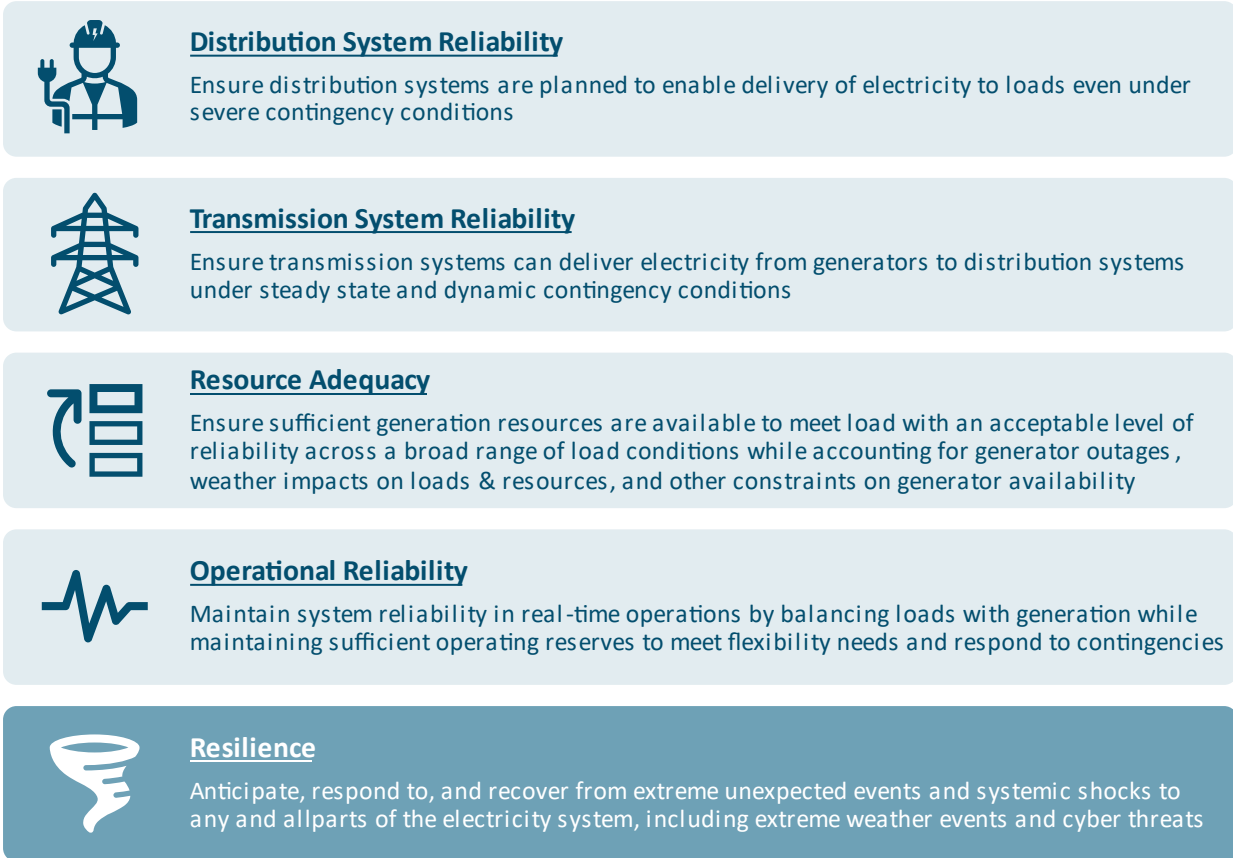 Distribution System Reliability
Ensure distribution systems are planned to enable delivery of electricity to loads even under
severe contingency conditions
Transmission System Reliability
Ensure transmission systems can deliver electricity from generators to distribution systems
under steady state and dynamic contingency conditions
Resource Adequacy
Ensure sufficient generation resources are available to meet load with an acceptable level of
reliability across a broad range of load conditions while accounting for generator outages,
weather impacts on loads & resources, and other constraints on generator availability
Operational Reliability
Maintain system reliability in real-time operations by balancing loads with generation while
maintaining sufficient operating reserves to meet flexibility needs and respond to contingencies
Resilience
Anticipate, respond to, and recover from extreme unexpected events and systemic shocks to
any and allparts of the electricity system, including extreme weather events and cyber threats